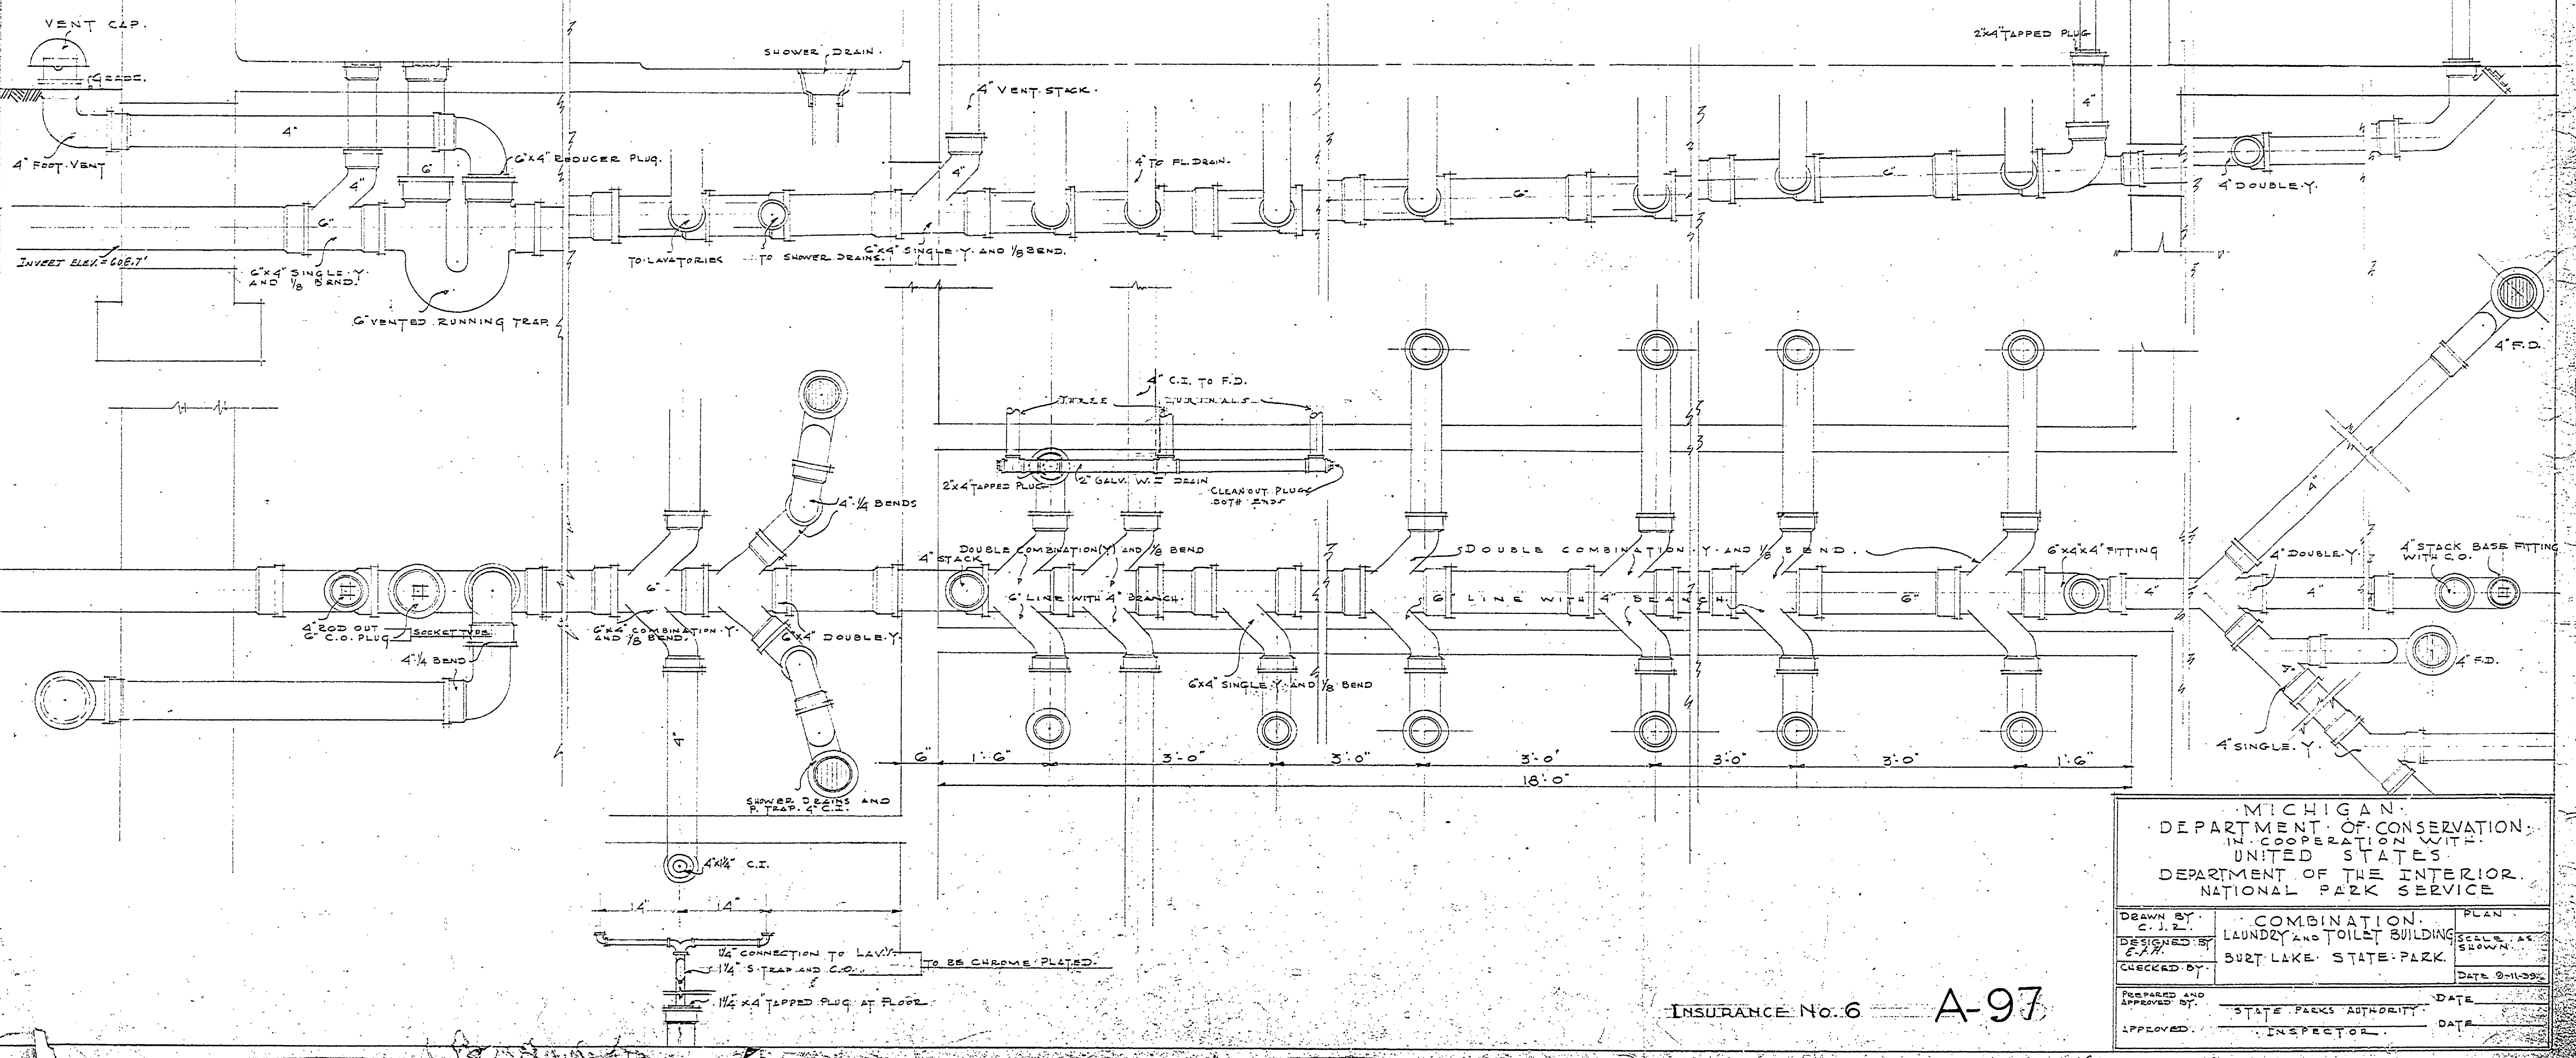 VENT CAP.
GRADE.
4" FOOT VENT
4"
4"
6"
6"
6"X4" REDUCER PLUG.
INVERT ELEV. = 608.7'
6"X4" SINGLE-Y-
AND 1/8 BEND.
6" VENTED RUNNING TRAP.
SHOWER DRAIN.
TO LAVATORIES
TO SHOWER DRAINS.
4" VENT STACK.
4"
4" TO FL. DRAIN.
6"X4" SINGLE-Y- AND 1/8 BEND.
6"
6"
2"X4" TAPPED PLUG
4"
4" DOUBLE-Y.
4" F.D.
4" C.I. TO F.D.
THREE URINALS
2"X4" TAPPED PLUG
2" GALV. W.I. DRAIN
CLEANOUT PLUGS
BOTH ENDS
4"-1/4 BENDS
4" STACK
DOUBLE COMBINATION (Y) AND 1/8 BEND
6" LINE WITH 4" BRANCH.
DOUBLE COMBINATION-Y-AND 1/8 BEND.
6" LINE WITH 4" BRANCH.
6"
6"X4"X4" FITTING
4"
4"
4" DOUBLE-Y-
4"
4" STACK BASE FITTING
WITH C.O.
4" ROD OUT
6" C.O. PLUG
SOCKET TYPE
4"-1/4 BEND
6"
6"X4" COMBINATION-Y-
AND 1/8 BEND.
6"X4" DOUBLE-Y-
6X4" SINGLE-Y-AND 1/8 BEND
4" F.D.
4" SINGLE-Y-
4"
SHOWER DRAINS AND
P. TRAP. 4" C.I.
6"
1'-6"
3'-0"
3'-0"
3'-0"
3'-0"
3'-0"
1'-6"
18'-0"
4"X1/4" C.I.
14"
14"
1/4" CONNECTION TO LAV'Y.
1 1/4" S-TRAP AND C.O.
TO BE CHROME PLATED.
1 1/4" X 4" TAPPED PLUG AT FLOOR.
INSURANCE NO. 6
A-97
MICHIGAN
DEPARTMENT OF CONSERVATION
IN COOPERATION WITH
UNITED STATES
DEPARTMENT OF THE INTERIOR.
NATIONAL PARK SERVICE
DRAWN BY
C.J.Z.
DESIGNED BY
E.A.H.
CHECKED BY
COMBINATION
LAUNDRY AND TOILET BUILDING
BURT LAKE STATE PARK.
PLAN
SCALE AS
SHOWN
DATE 9-11-39
PREPARED AND
APPROVED BY.
STATE PARKS AUTHORITY
DATE
APPROVED.
INSPECTOR.
DATE